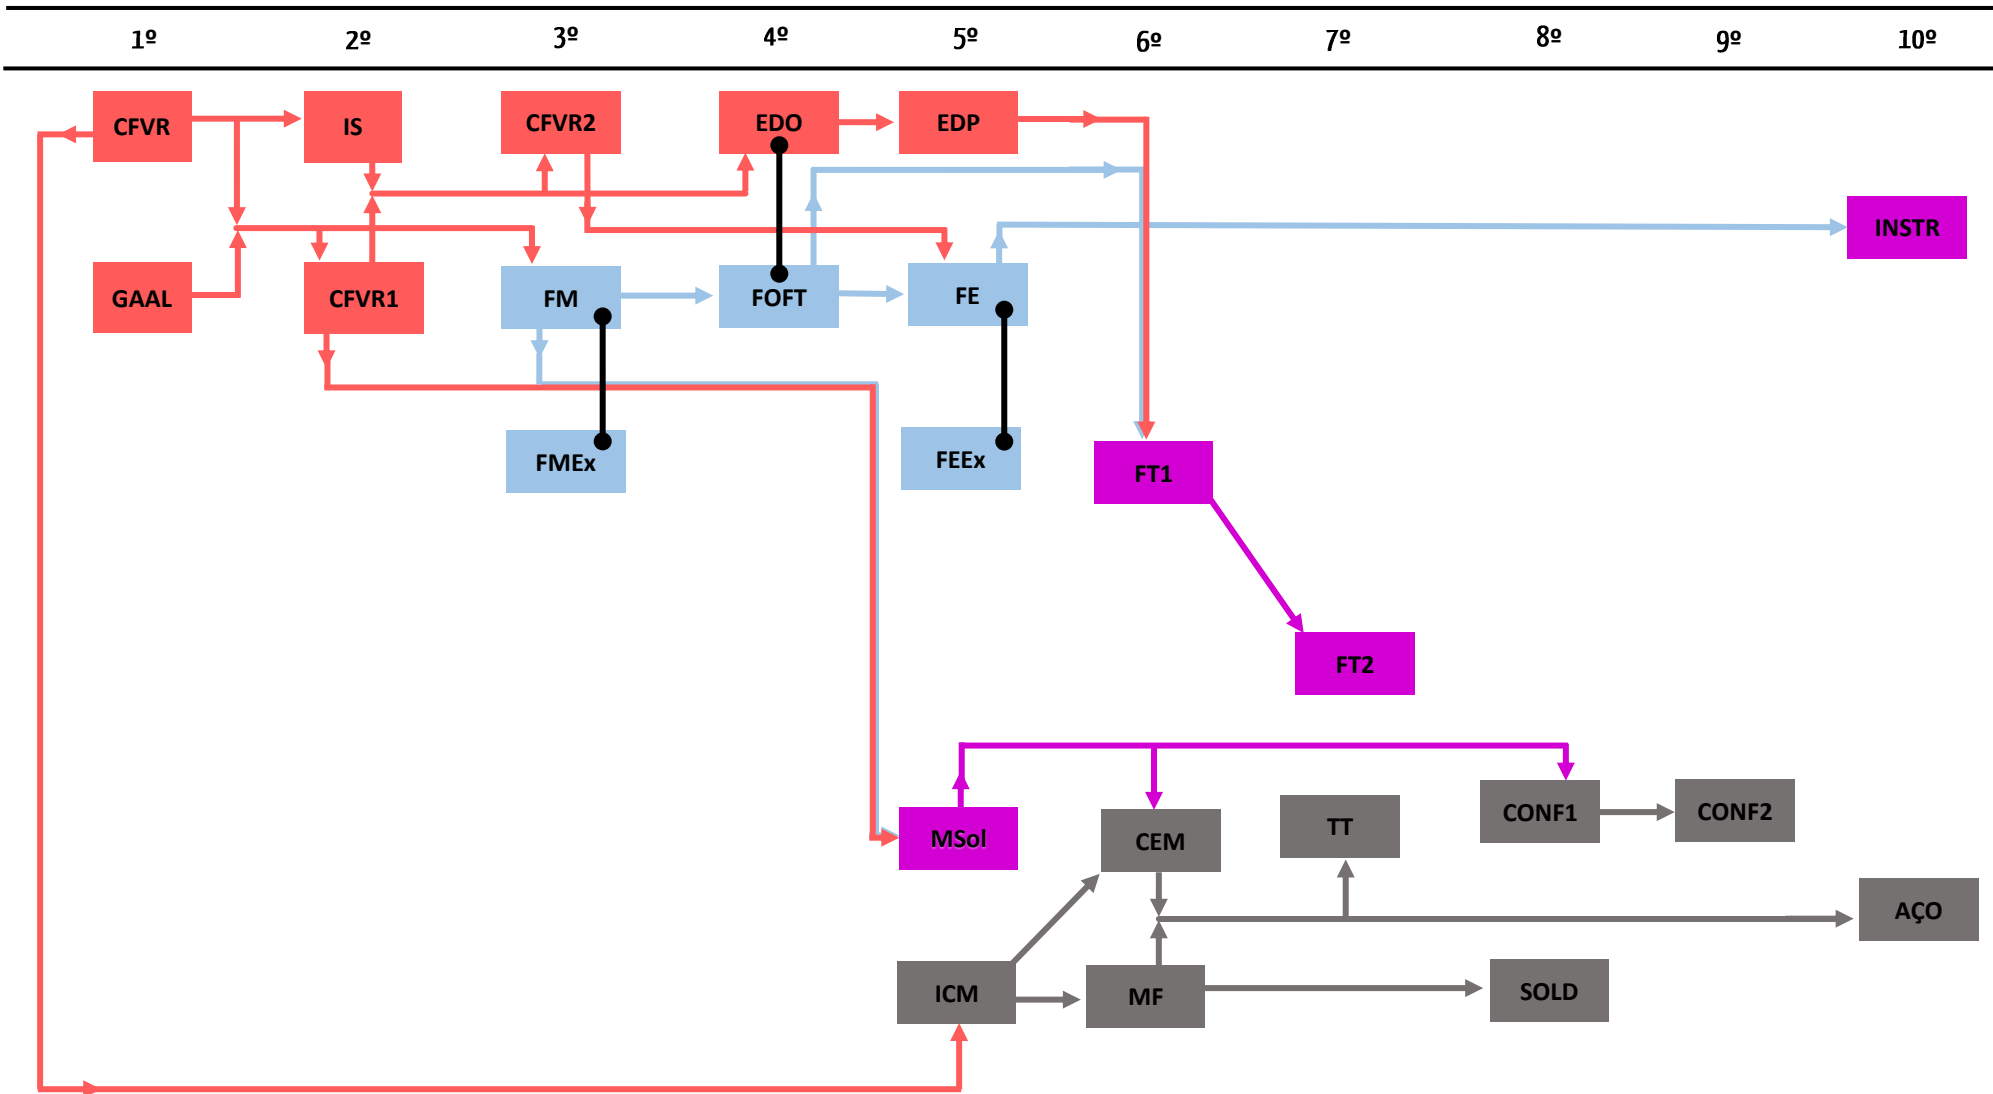 1º 2º 3º 4º 5º 6º 7º 8º 9º 10º
CFVR IS CFVR2 EDO EDP
INSTR
GAAL CFVR1 FM FOFT FE
FMEx FEEx FT1
FT2
MSol CEM TT CONF1 CONF2
AÇO
ICM MF SOLD